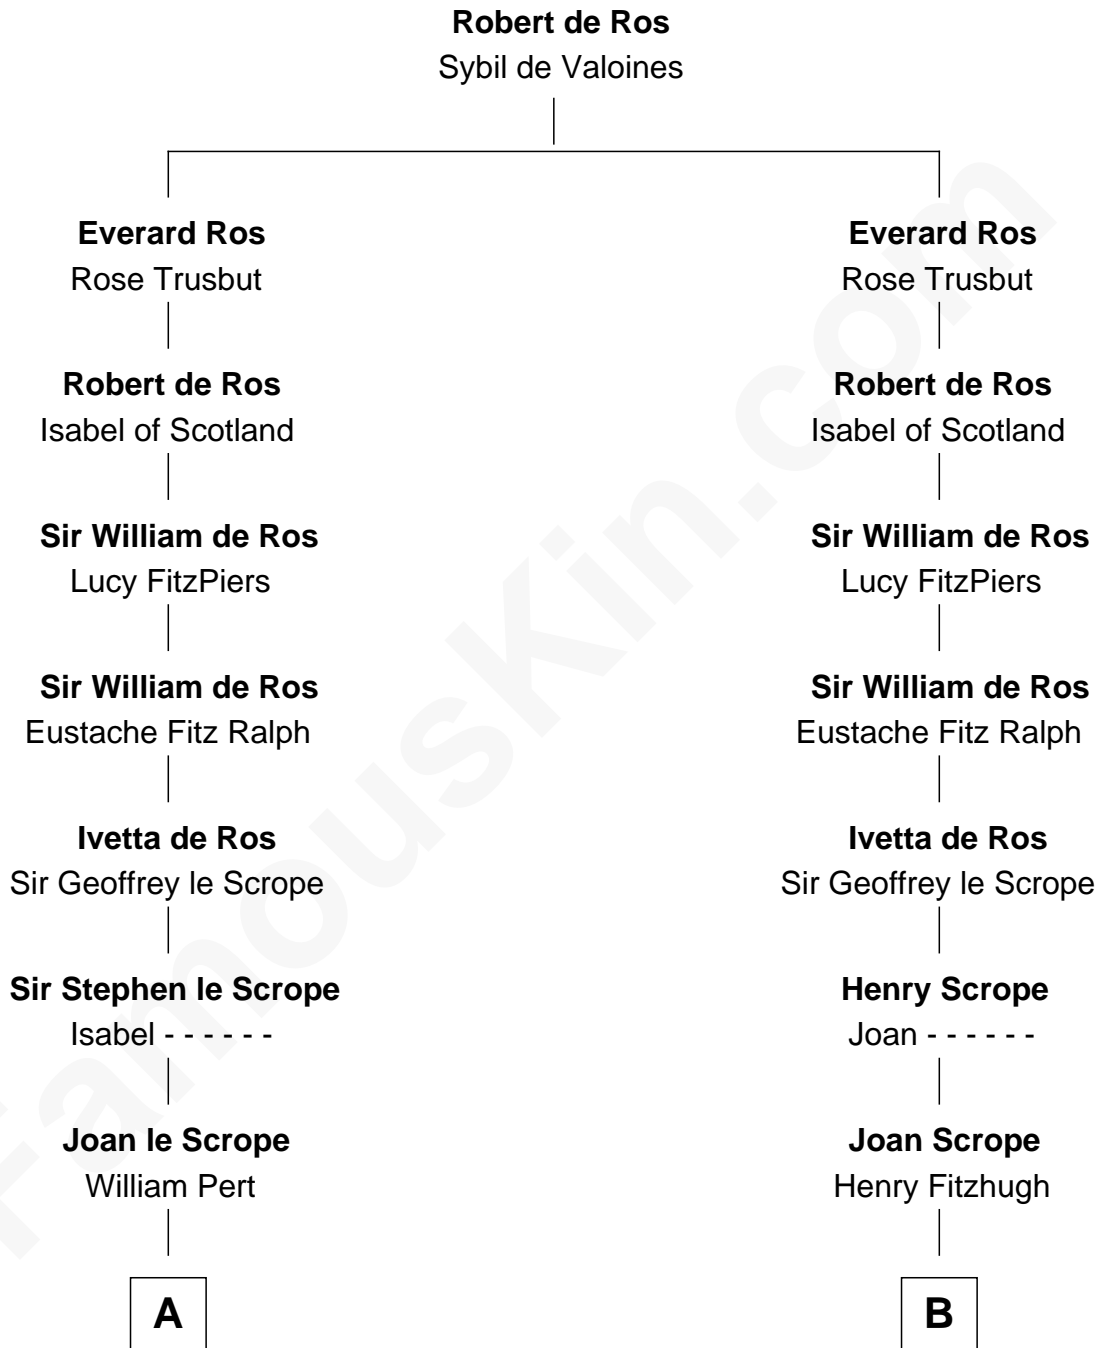 Robert de Ros
Sybil de Valoines
Everard Ros
Rose Trusbut
Robert de Ros
Isabel of Scotland
Sir William de Ros
Lucy FitzPiers
Sir William de Ros
Eustache Fitz Ralph
Ivetta de Ros
Sir Geoffrey le Scrope
Sir Stephen le Scrope
Isabel - - - - - -
Joan le Scrope
William Pert
A
Everard Ros
Rose Trusbut
Robert de Ros
Isabel of Scotland
Sir William de Ros
Lucy FitzPiers
Sir William de Ros
Eustache Fitz Ralph
Ivetta de Ros
Sir Geoffrey le Scrope
Henry Scrope
Joan - - - - - -
Joan Scrope
Henry Fitzhugh
B
FamousKin.com